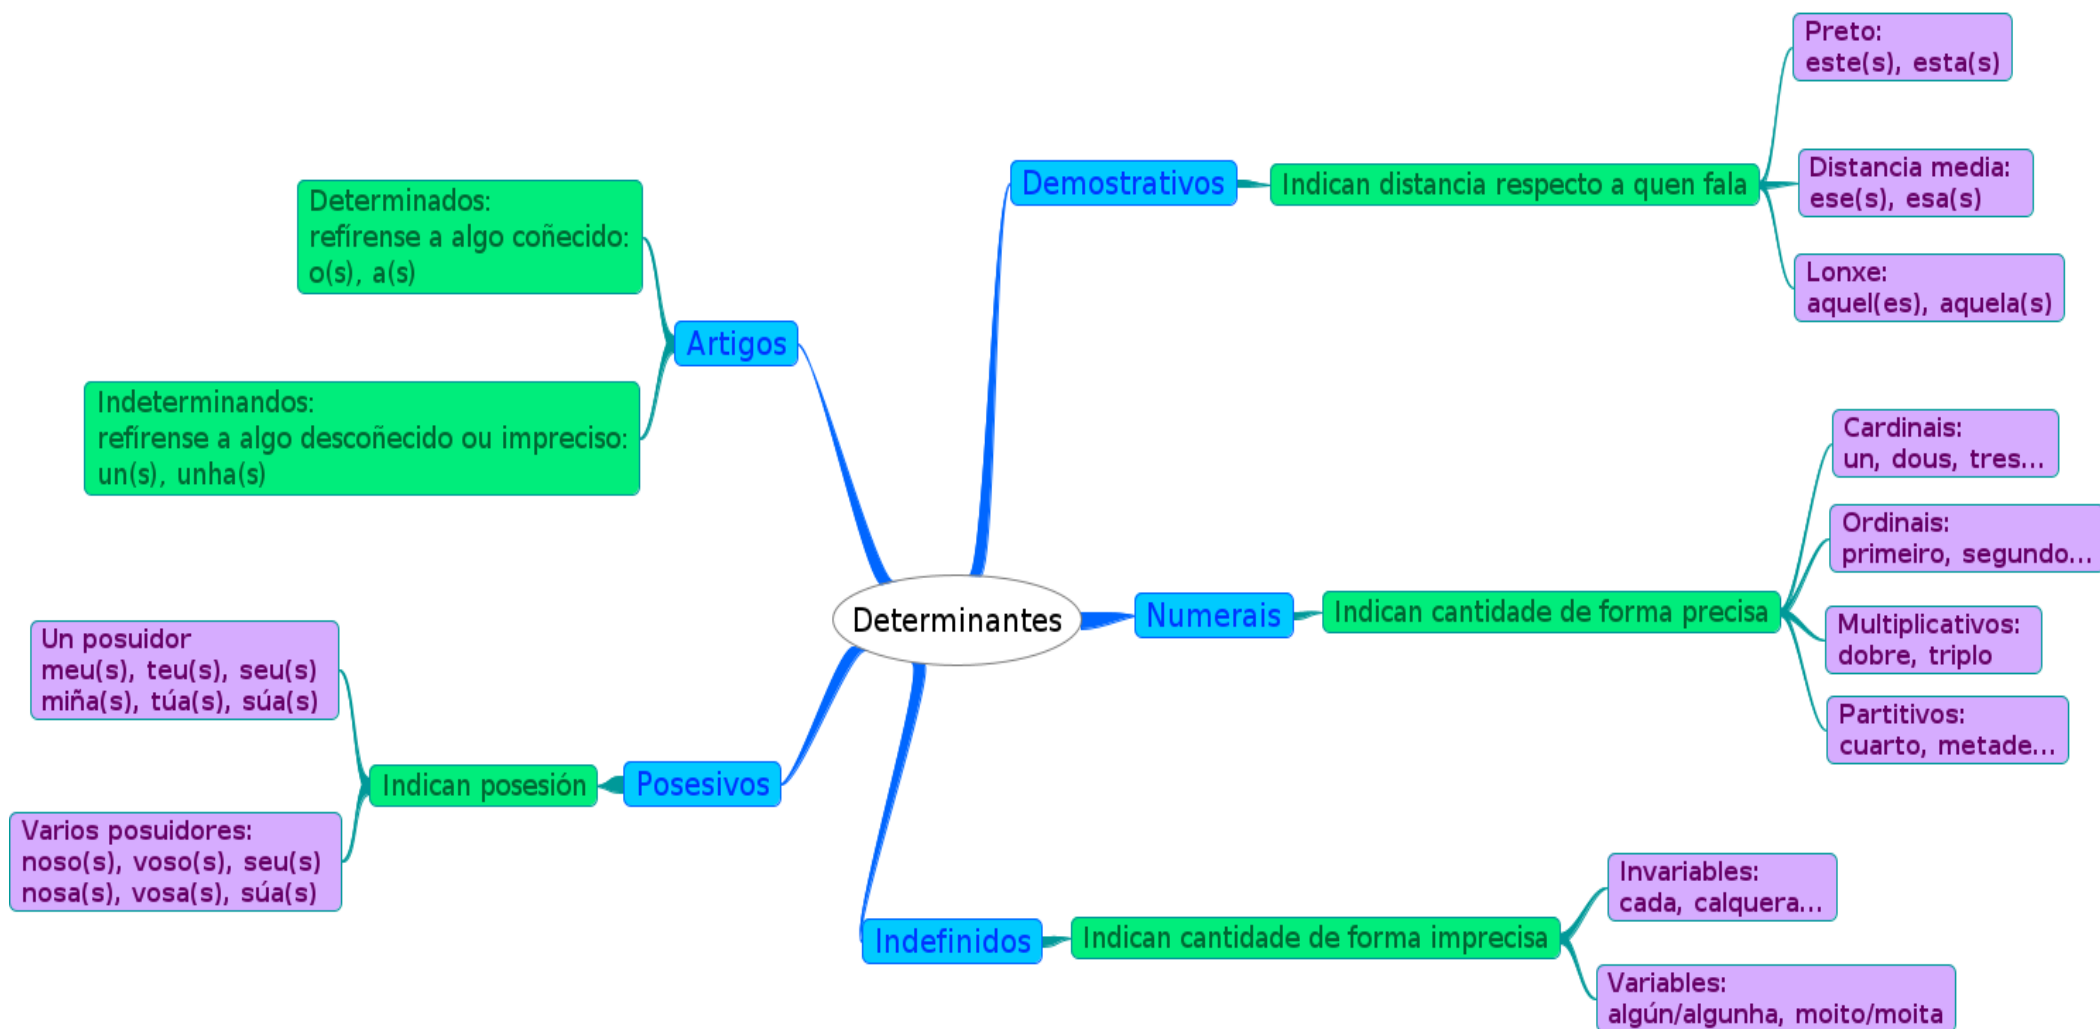 Determinantes
Artigos
Determinados:
refírense a algo coñecido:
o(s), a(s)
Indeterminandos:
refírense a algo descoñecido ou impreciso:
un(s), unha(s)
Demostrativos
Indican distancia respecto a quen fala
Preto:
este(s), esta(s)
Distancia media:
ese(s), esa(s)
Lonxe:
aquel(es), aquela(s)
Numerais
Indican cantidade de forma precisa
Cardinais:
un, dous, tres...
Ordinais:
primeiro, segundo...
Multiplicativos:
dobre, triplo
Partitivos:
cuarto, metade...
Posesivos
Indican posesión
Un posuidor
meu(s), teu(s), seu(s)
miña(s), túa(s), súa(s)
Varios posuidores:
noso(s), voso(s), seu(s)
nosa(s), vosa(s), súa(s)
Indefinidos
Indican cantidade de forma imprecisa
Invariables:
cada, calquera...
Variables:
algún/algunha, moito/moita